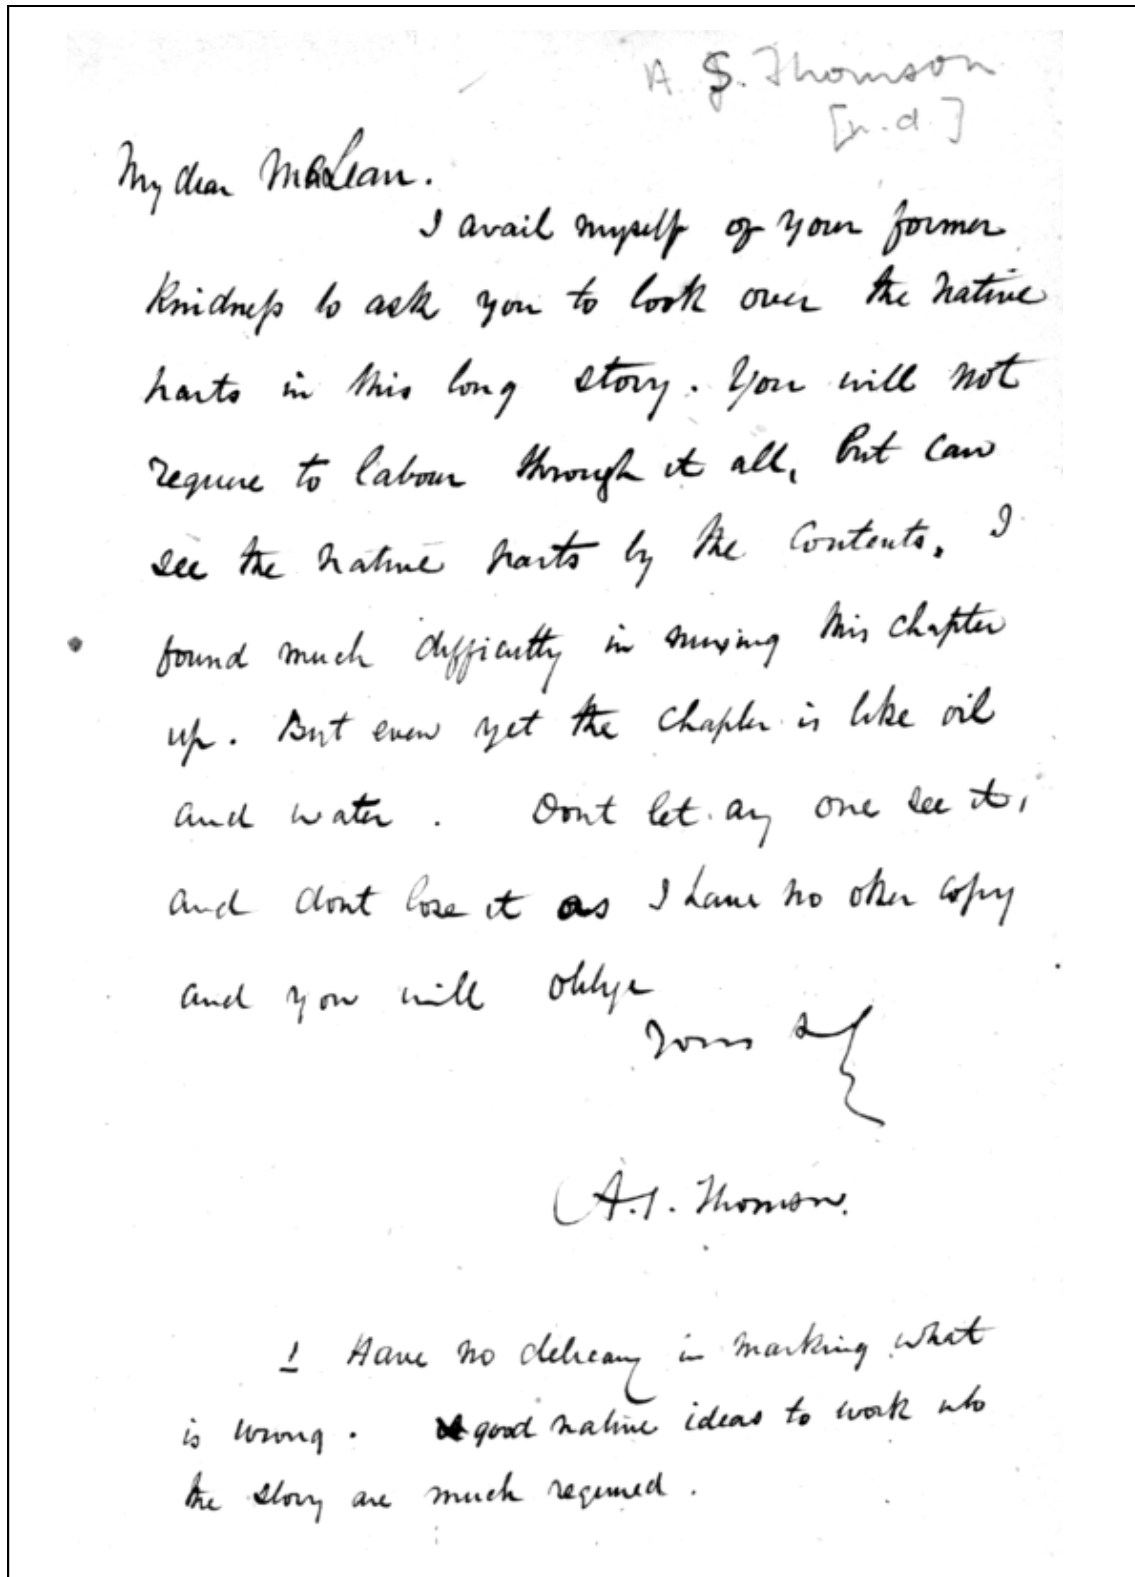 A S. Thomson
[n.d.]
My dear McLean.
I avail myself of your former
Kindness to ask you to look over the native
parts in this long story. You will not
require to labour through it all, but can
see the native parts by the Contents. I
found much difficulty in mixing this chapter
up. But even yet the chapter is like oil
and water. Dont let any one see it,
and dont lose it as I have no other copy
and you will oblige
Yours
A.S. Thomson.
1 Have no delicacy in marking what
is wrong. good native ideas to work into
the story are much required.